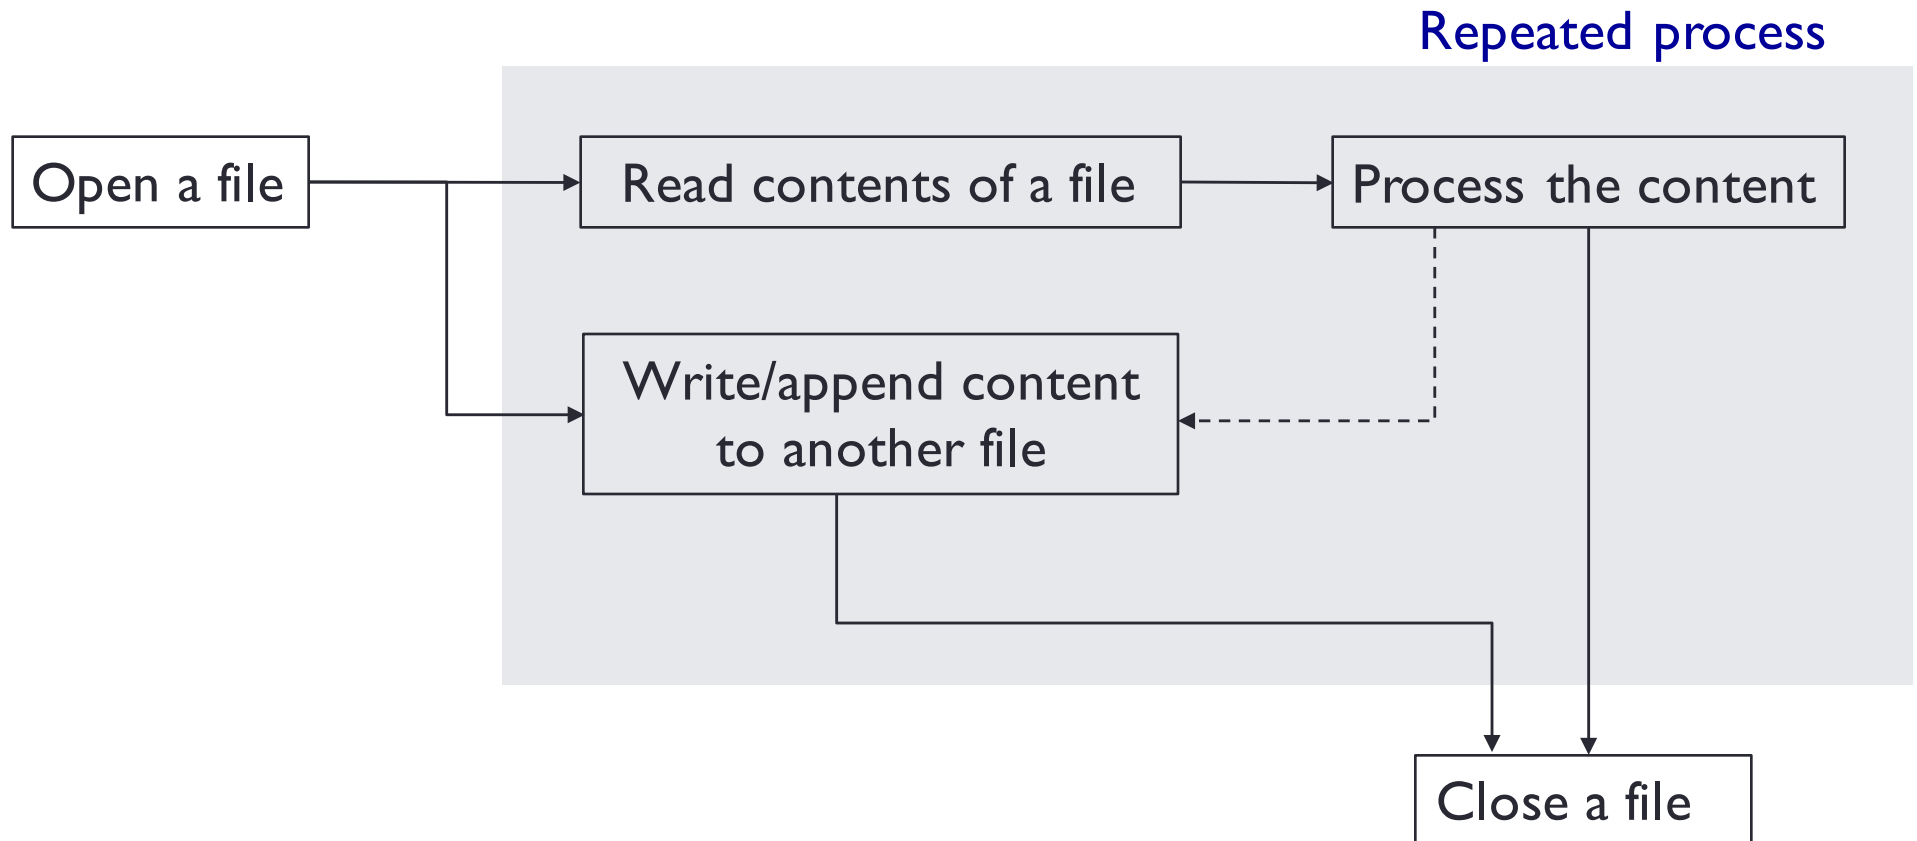 Repeated process
Open a file
Read contents of a file
Process the content
Write/append content
to another file
Close a file